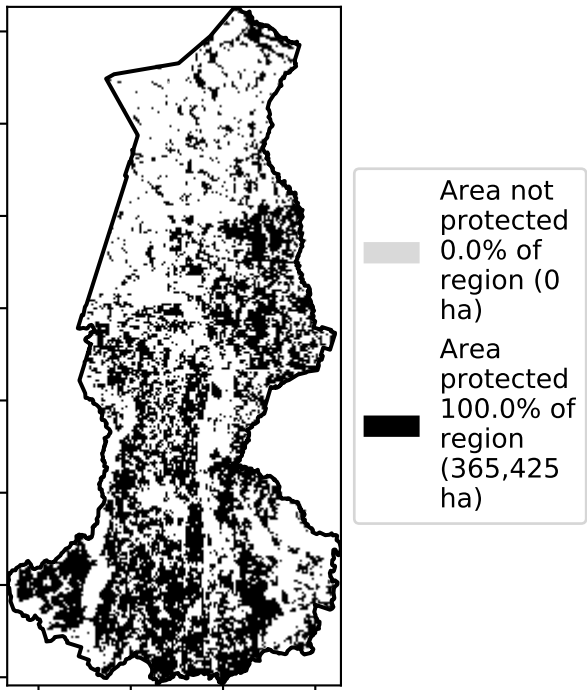 Area not
protected
0.0% of
region (0
ha)
Area
protected
100.0% of
region
(365,425
ha)